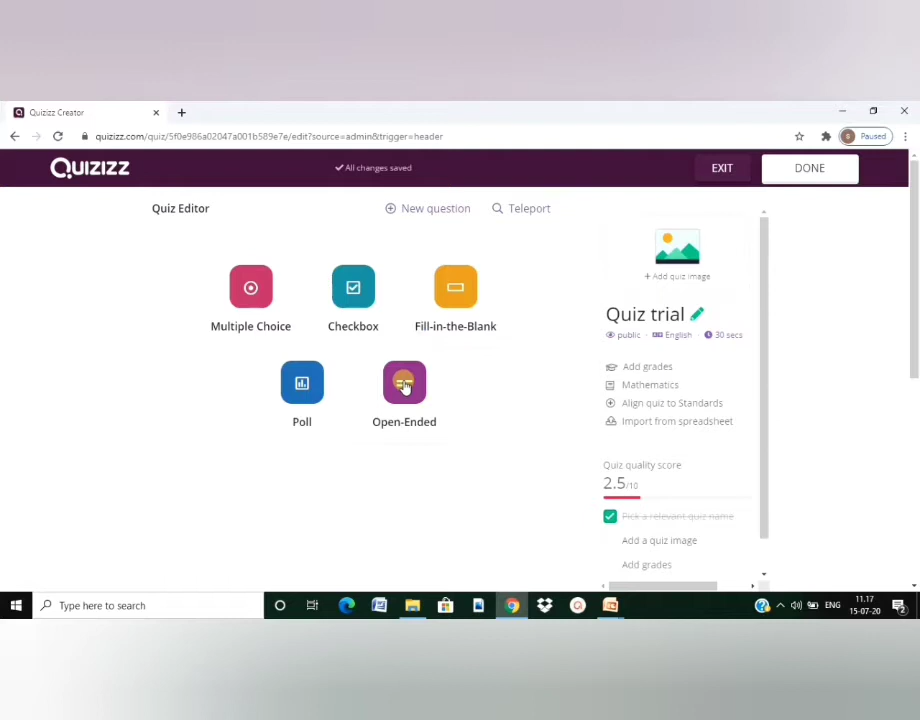 Quizizz Creator
quizizz.com/quiz/5f0e986a02047a001b589e7e/edit?source=admin&trigger=header
Paused
QUIZIZZ
All changes saved
EXIT
DONE
Quiz Editor
New question
Teleport
+ Add quiz image
Multiple Choice
Checkbox
Fill-in-the-Blank
Quiz trial
public · English · 30 secs
Poll
Open-Ended
Add grades
Mathematics
Align quiz to Standards
Import from spreadsheet
Quiz quality score
2.5/10
Pick a relevant quiz name
Add a quiz image
Add grades
Type here to search
ENG
11.17
15-07-20
2